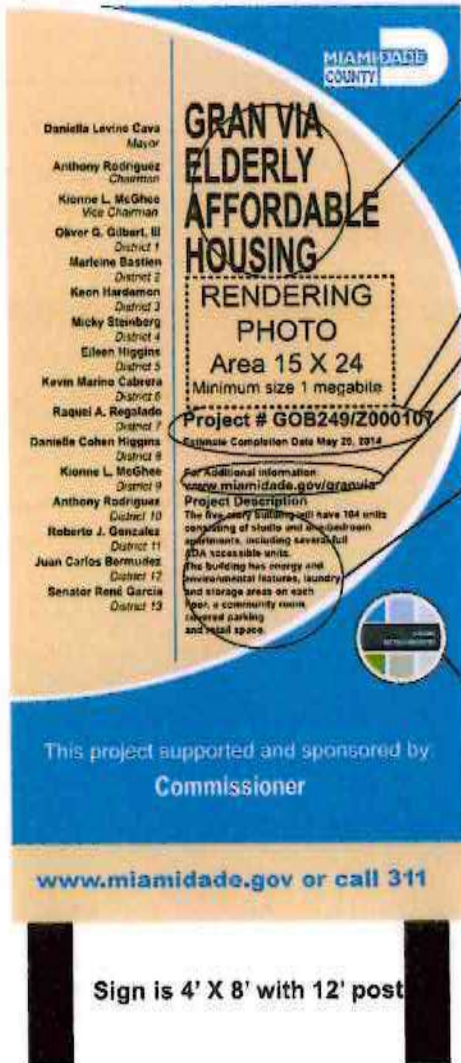 MIAMI-DADE
COUNTY
Daniella Levine Cava
Mayor
Anthony Rodriguez
Chairman
Kionne L. McGhee
Vice Chairman
Oliver G. Gilbert, III
District 1
Marleine Bastien
District 2
Keon Hardemon
District 3
Micky Steinberg
District 4
Eileen Higgins
District 5
Kevin Marino Cabrera
District 6
Raquel A. Regalado
District 7
Danielle Cohen Higgins
District 8
Kionne L. McGhee
District 9
Anthony Rodriguez
District 10
Roberto J. Gonzalez
District 11
Juan Carlos Bermudez
District 12
Senator René García
District 13
GRAN VIA
ELDERLY
AFFORDABLE
HOUSING
RENDERING
PHOTO
Area 15 X 24
Minimum size 1 megabite
Project # GOB249/Z000107
Estimate Completion Date May 20, 2014
For Additional information
www.miamidade.gov/granvia
Project Description
The five-story building will have 104 units
consisting of studio and one-bedroom
apartments, including several full
ADA accessible units.
The building has energy and
environmental features, laundry
and storage areas on each
floor, a community room,
covered parking
and retail space.
This project supported and sponsored by:
Commissioner
www.miamidade.gov or call 311
Sign is 4' X 8' with 12' post